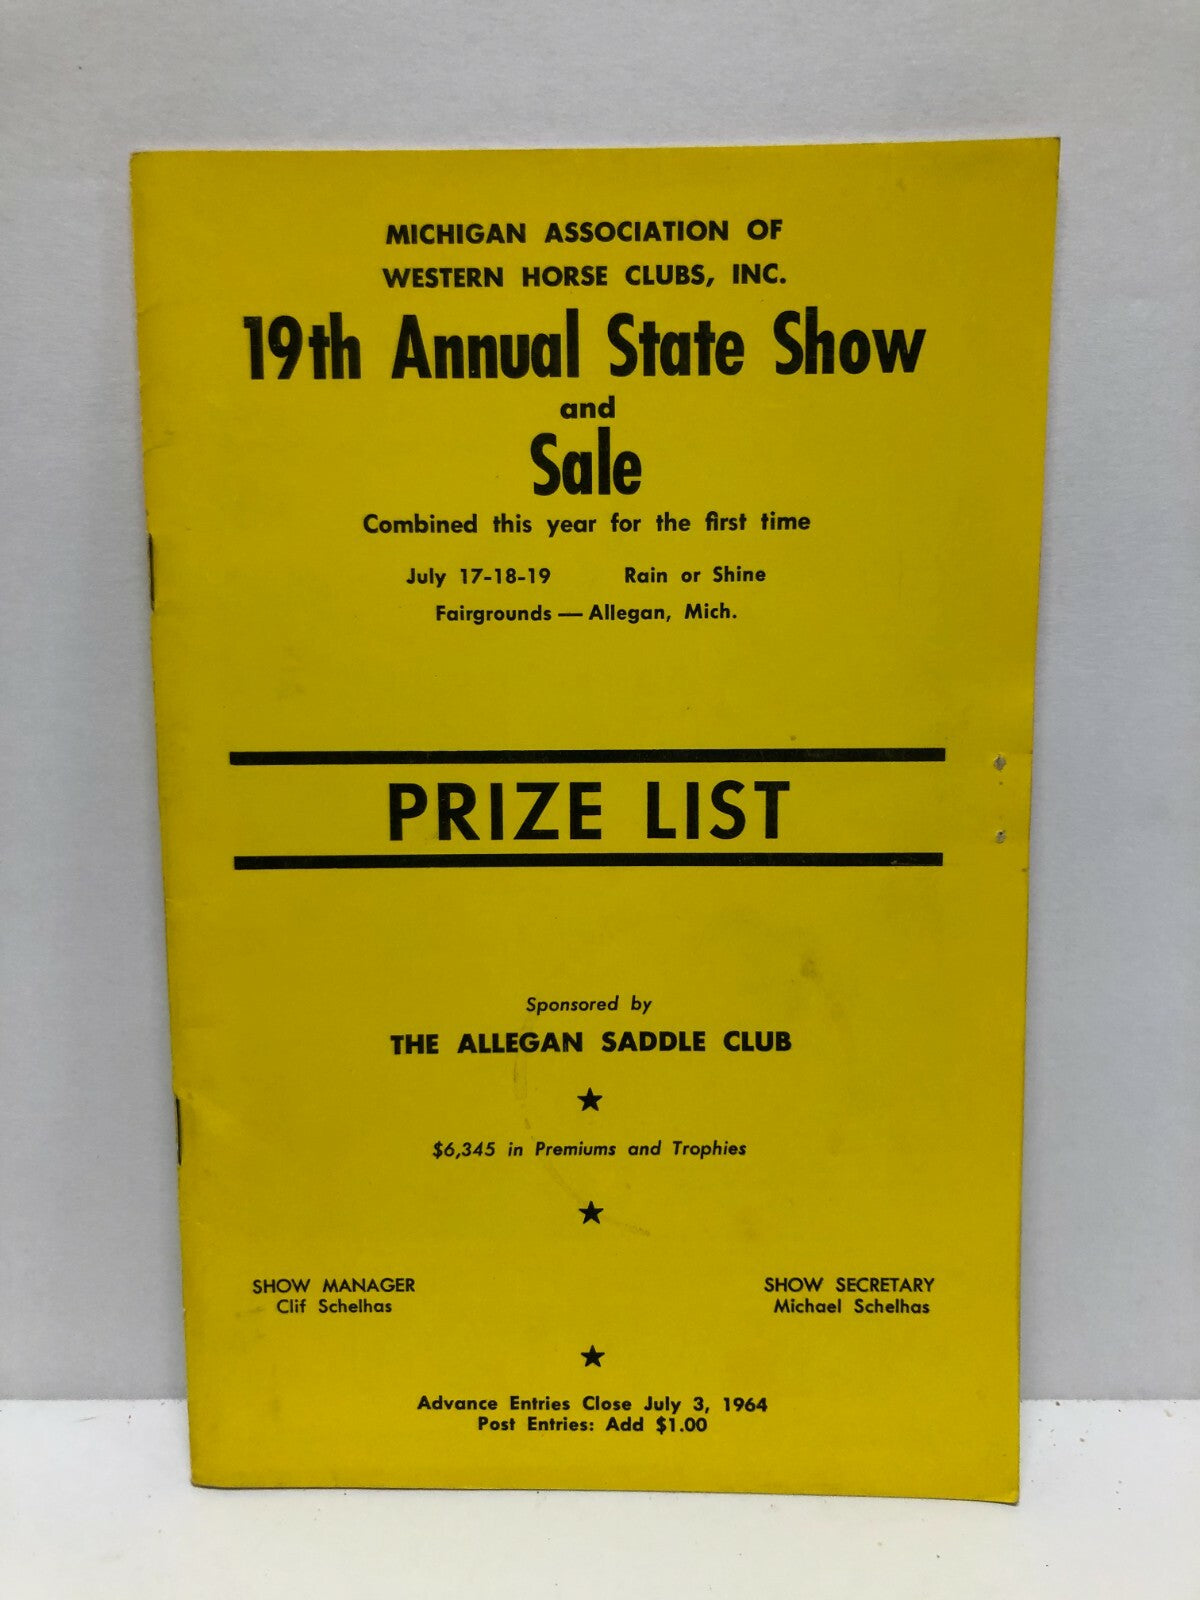 MICHIGAN ASSOCIATION OF
WESTERN HORSE CLUBS, INC.
19th Annual State Show
and
Sale
Combined this year for the first time
July 17-18-19 Rain or Shine
Fairgrounds — Allegan, Mich.
PRIZE LIST
Sponsored by
THE ALLEGAN SADDLE CLUB
$6,345 in Premiums and Trophies
SHOW MANAGER
Clif Schelhas
SHOW SECRETARY
Michael Schelhas
Advance Entries Close July 3, 1964
Post Entries: Add $1.00